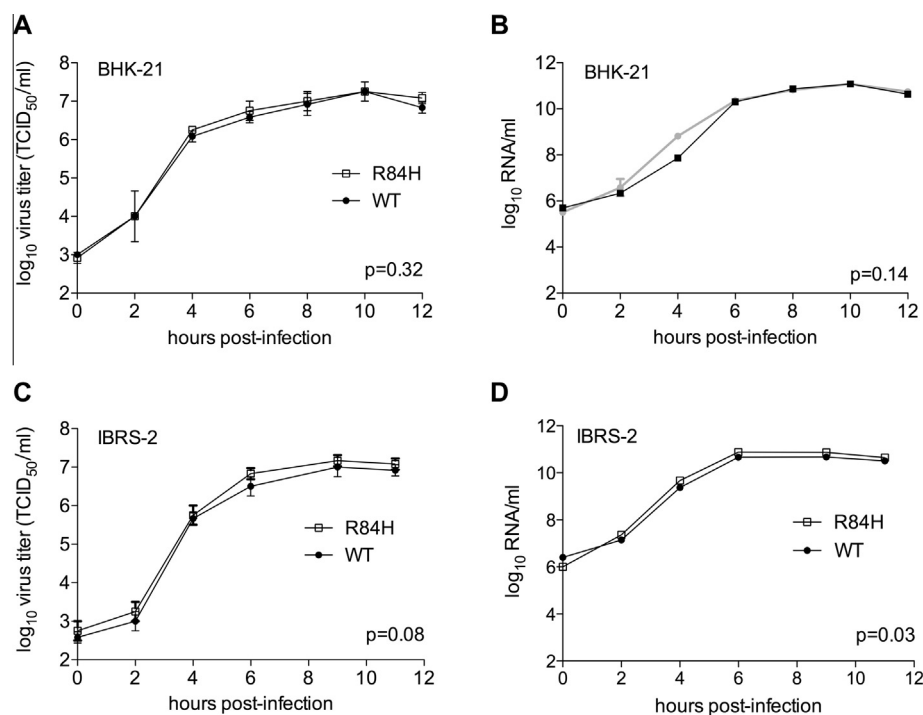 A
BHK-21
log10 virus titer (TCID50/ml)
8
7
6
5
4
3
2
R84H
WT
p=0.32
0 2 4 6 8 10 12
hours post-infection
B
BHK-21
log10 RNA/ml
12
10
8
6
4
2
p=0.14
0 2 4 6 8 10 12
hours post-infection
C
IBRS-2
log10 virus titer (TCID50/ml)
8
7
6
5
4
3
2
R84H
WT
p=0.08
0 2 4 6 8 10 12
hours post-infection
D
IBRS-2
log10 RNA/ml
12
10
8
6
4
2
R84H
WT
p=0.03
0 2 4 6 8 10 12
hours post-infection